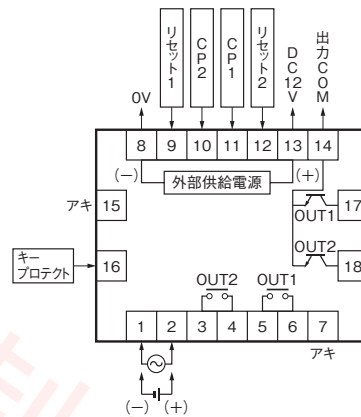 リセット1
CP2
CP1
リセット2
DC12V
出力COM
0V
8
9
10
11
12
13
14
(−)
外部供給電源
(+)
アキ
15
OUT1
17
OUT2
18
キー
プロテクト
16
OUT2
OUT1
1
2
3
4
5
6
7
アキ
(−)
(+)